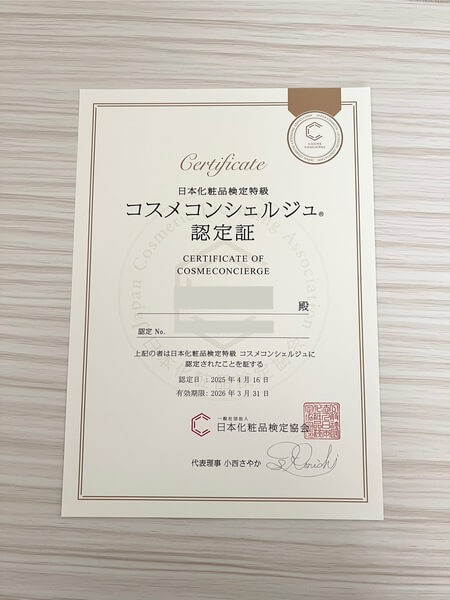 COSME
CONCIERGE
Certificate
日本化粧品検定特級
コスメコンシェルジュ®
認定証
CERTIFICATE OF
COSMECONCIERGE
殿
認定 No.
上記の者は日本化粧品検定特級 コスメコンシェルジュに
認定されたことを証する
認定日 : 2025 年 4 月 16 日
有効期限: 2026 年 3 月 31 日
一般社団法人
日本化粧品検定協会
代表理事 小西さやか